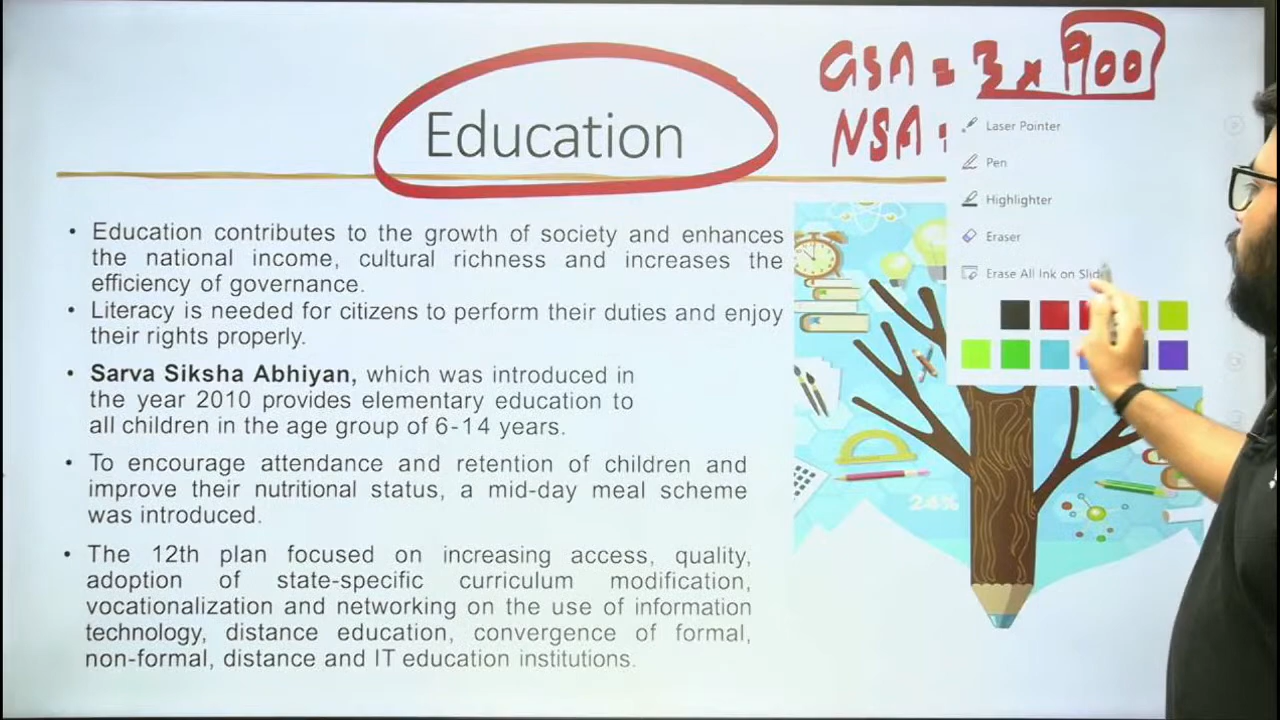 GSA = 3 x 900
NSA =
Education
Laser Pointer
Pen
Highlighter
Eraser
Erase All Ink on Slide
• Education contributes to the growth of society and enhances
the national income, cultural richness and increases the
efficiency of governance.
• Literacy is needed for citizens to perform their duties and enjoy
their rights properly.
• Sarva Siksha Abhiyan, which was introduced in
the year 2010 provides elementary education to
all children in the age group of 6-14 years.
• To encourage attendance and retention of children and
improve their nutritional status, a mid-day meal scheme
was introduced.
• The 12th plan focused on increasing access, quality,
adoption of state-specific curriculum modification,
vocationalization and networking on the use of information
technology, distance education, convergence of formal,
non-formal, distance and IT education institutions.
24%